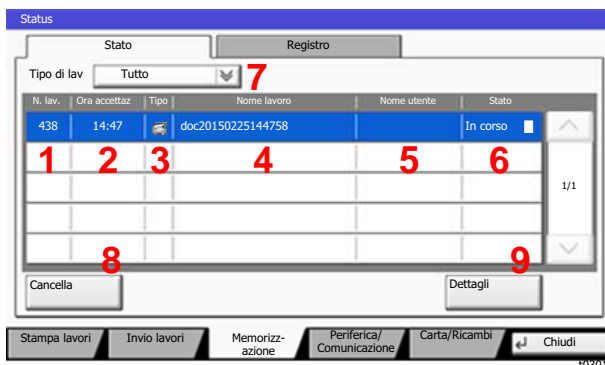 Status
Stato Registro
Tipo di lav Tutto 7
N. lav. Ora accettaz Tipo Nome lavoro Nome utente Stato
438 14:47 doc20150225144758 In corso
1 2 3 4 5 6
1/1
8 9
Cancella Dettagli
Stampa lavori Invio lavori Memorizz-
azione Periferica/
Comunicazione Carta/Ricambi Chiudi